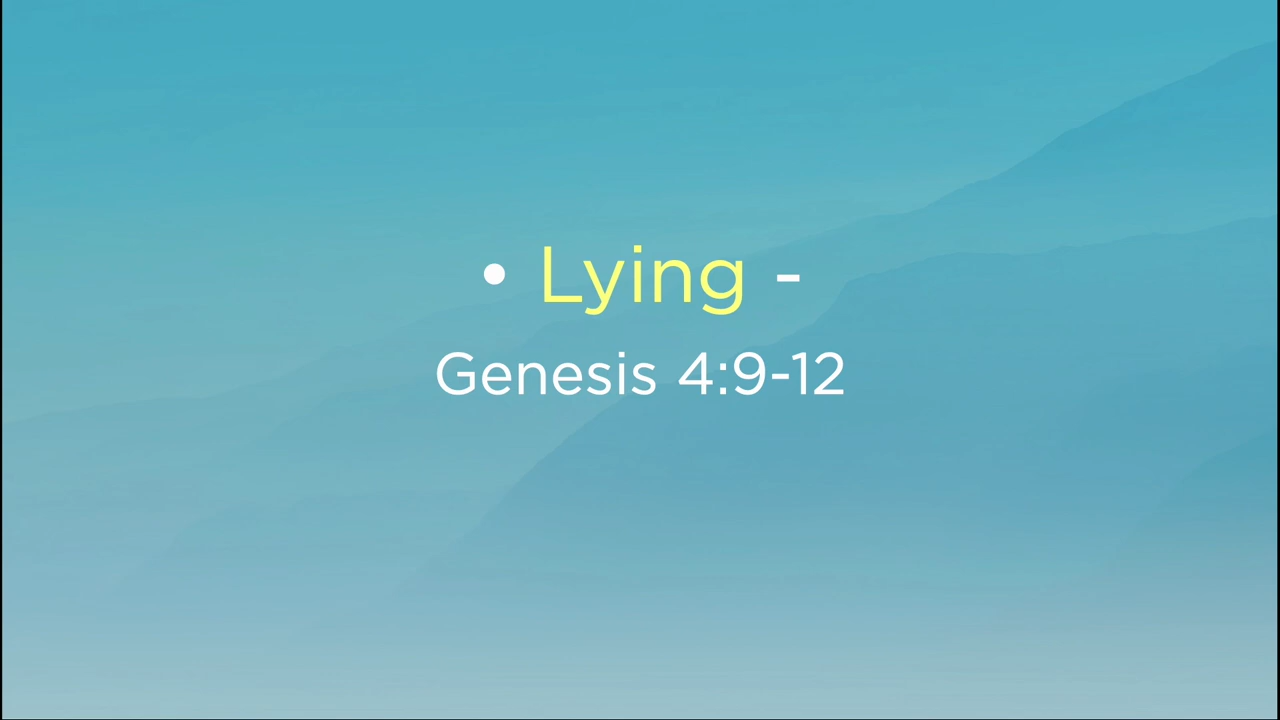 • Lying -
Genesis 4:9-12